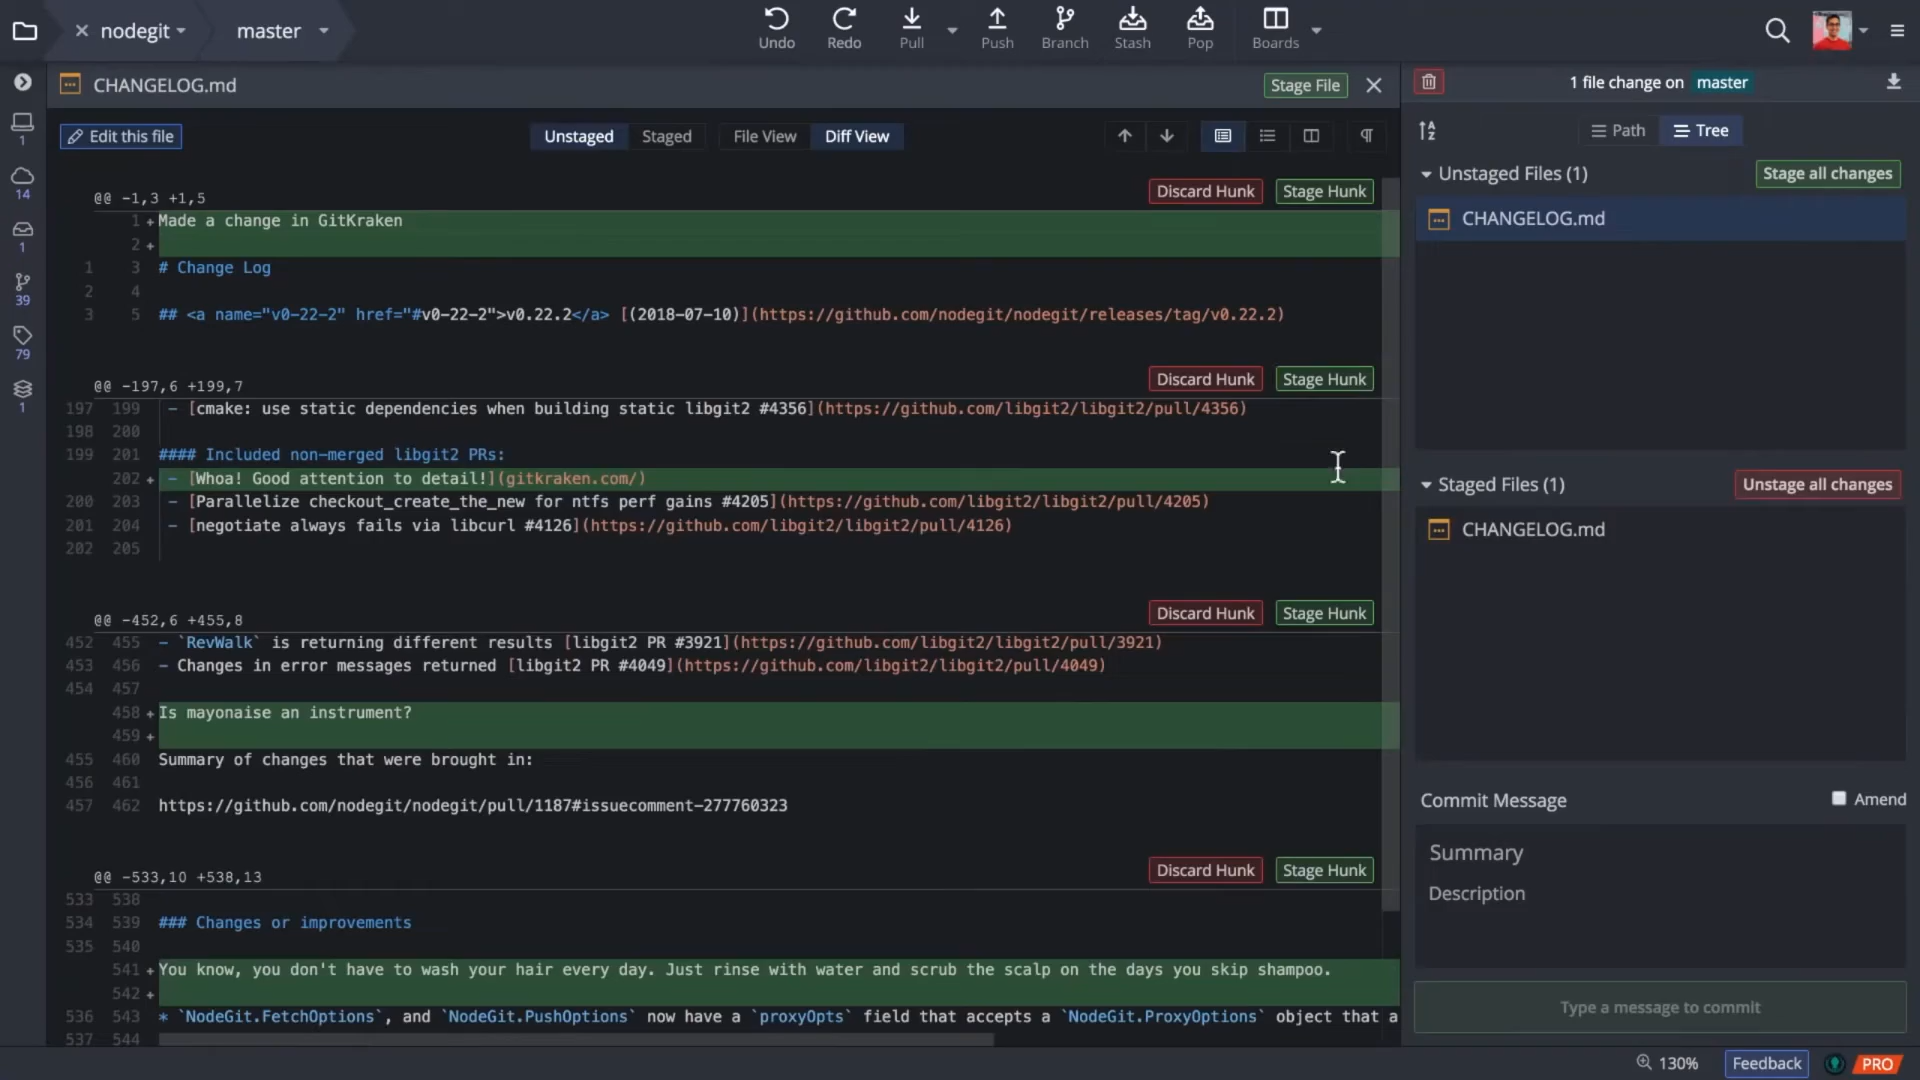 nodegit
master
Undo
Redo
Pull
Push
Branch
Stash
Pop
Boards
CHANGELOG.md
Stage File
1 file change on master
Edit this file
Unstaged
Staged
File View
Diff View
Path
Tree
1
14
1
39
79
1
@@ -1,3 +1,5
Discard Hunk
Stage Hunk
1 +Made a change in GitKraken
2 +
1 3 # Change Log
2 4
3 5 ## <a name="v0-22-2" href="#v0-22-2">v0.22.2</a> [(2018-07-10)](https://github.com/nodegit/nodegit/releases/tag/v0.22.2)
@@ -197,6 +199,7
Discard Hunk
Stage Hunk
197 199 - [cmake: use static dependencies when building static libgit2 #4356](https://github.com/libgit2/libgit2/pull/4356)
198 200
199 201 #### Included non-merged libgit2 PRs:
202 + - [Whoa! Good attention to detail!](gitkraken.com/)
200 203 - [Parallelize checkout_create_the_new for ntfs perf gains #4205](https://github.com/libgit2/libgit2/pull/4205)
201 204 - [negotiate always fails via libcurl #4126](https://github.com/libgit2/libgit2/pull/4126)
202 205
@@ -452,6 +455,8
Discard Hunk
Stage Hunk
452 455 - `RevWalk` is returning different results [libgit2 PR #3921](https://github.com/libgit2/libgit2/pull/3921)
453 456 - Changes in error messages returned [libgit2 PR #4049](https://github.com/libgit2/libgit2/pull/4049)
454 457
458 +Is mayonaise an instrument?
459 +
455 460 Summary of changes that were brought in:
456 461
457 462 https://github.com/nodegit/nodegit/pull/1187#issuecomment-277760323
@@ -533,10 +538,13
Discard Hunk
Stage Hunk
533 538
534 539 ### Changes or improvements
535 540
541 +You know, you don't have to wash your hair every day. Just rinse with water and scrub the scalp on the days you skip shampoo.
542 +
536 543 * `NodeGit.FetchOptions`, and `NodeGit.PushOptions` now have a `proxyOpts` field that accepts a `NodeGit.ProxyOptions` object that a
537 544
Unstaged Files (1)
Stage all changes
CHANGELOG.md
Staged Files (1)
Unstage all changes
CHANGELOG.md
Commit Message
Amend
Summary
Description
Type a message to commit
130%
Feedback
PRO